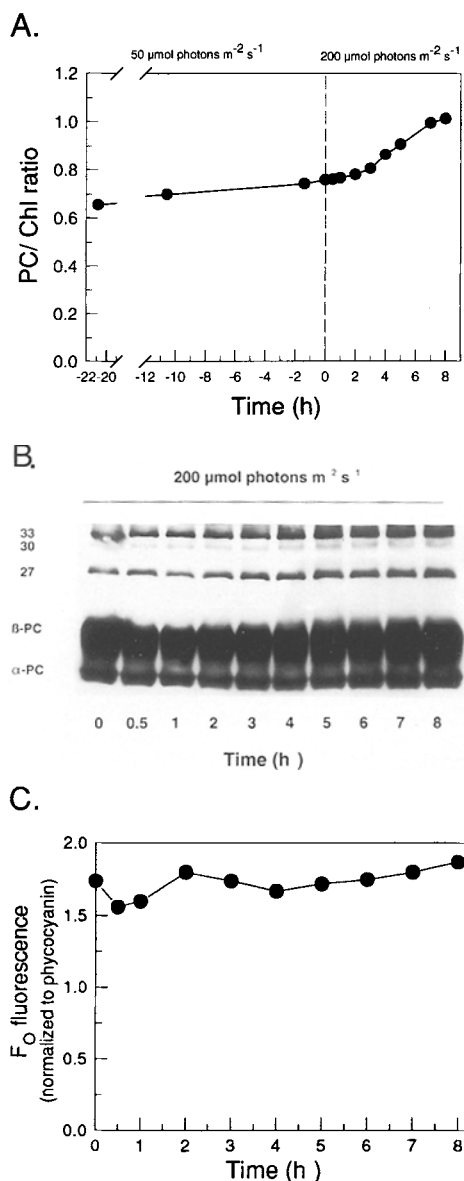 A.
50 µmol photons m⁻² s⁻¹ 200 µmol photons m⁻² s⁻¹
1.2
1.0
0.8
0.6
0.4
0.2
0.0
PC/ Chl ratio
-22-20 -12 -10 -8 -6 -4 -2 0 2 4 6 8
Time (h)
B.
200 µmol photons m ² s ¹
33
30
27
ß-PC
α-PC
0 0.5 1 2 3 4 5 6 7 8
Time (h )
C.
2.0
1.5
1.0
0.5
0.0
F_O fluorescence
(normalized to phycocyanin)
0 1 2 3 4 5 6 7 8
Time (h )